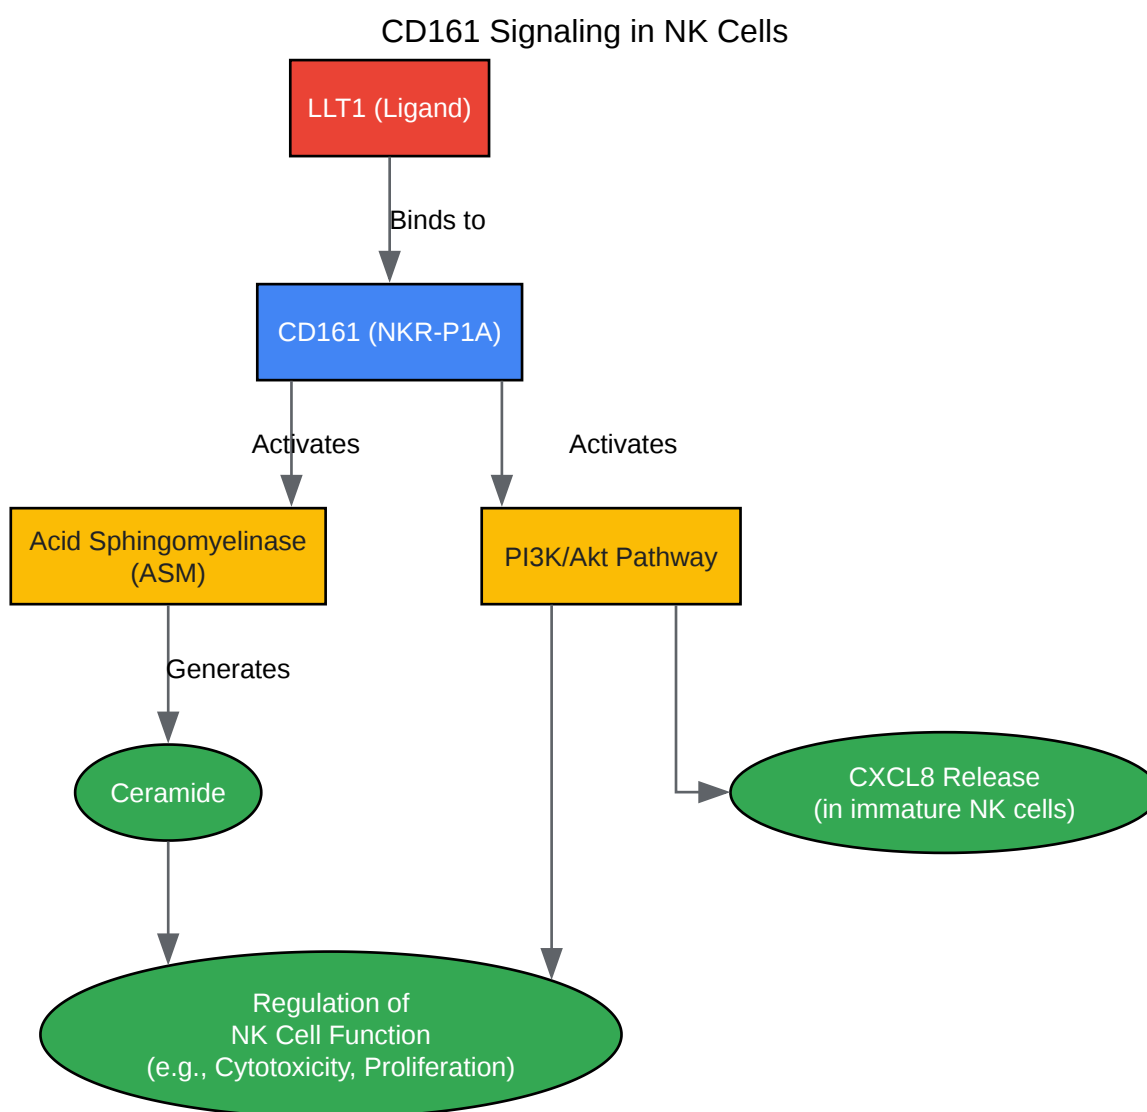 CD161 Signaling in NK Cells
LLT1 (Ligand)
Binds to
CD161 (NKR-P1A)
Activates
Activates
Acid Sphingomyelinase
(ASM)
PI3K/Akt Pathway
Generates
Ceramide
CXCL8 Release
(in immature NK cells)
Regulation of
NK Cell Function
(e.g., Cytotoxicity, Proliferation)